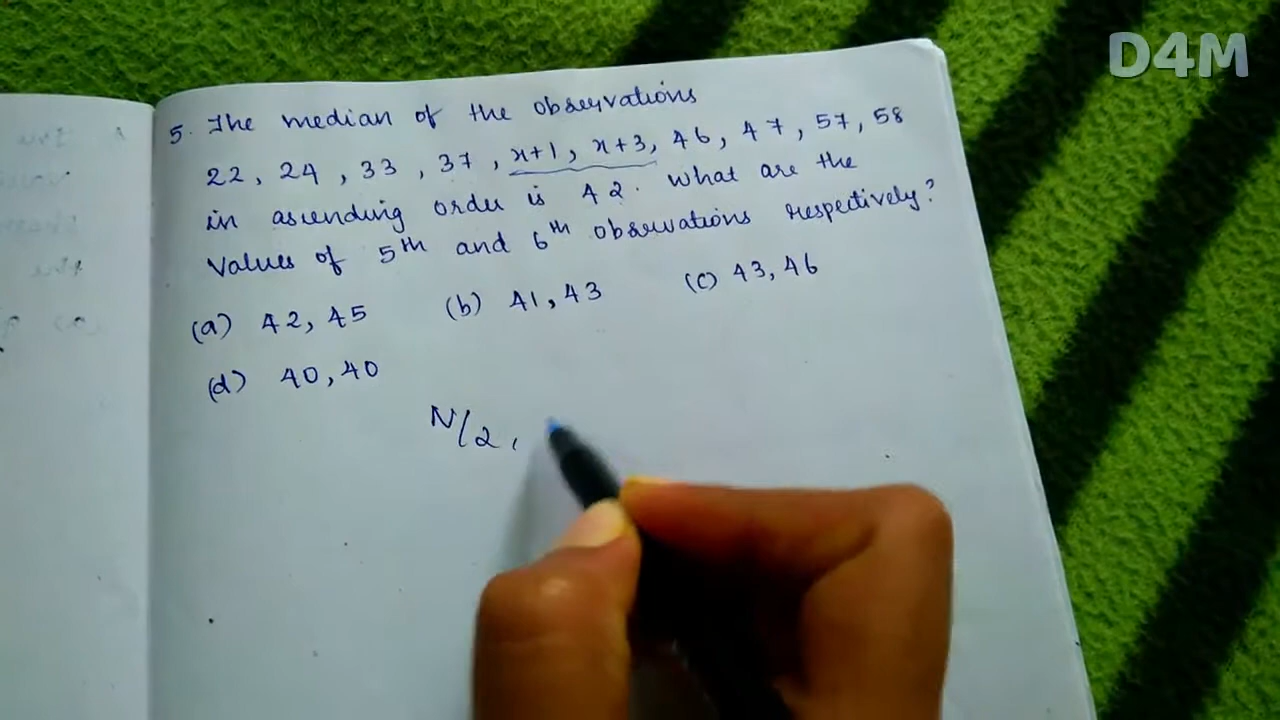 D4M
5. The median of the observations
22, 24, 33, 37, x+1, x+3, 46, 47, 57, 58
in ascending order is 42. What are the
values of 5th and 6th observations respectively?
(a) 42, 45 (b) 41, 43 (c) 43, 46
(d) 40, 40
N/2,